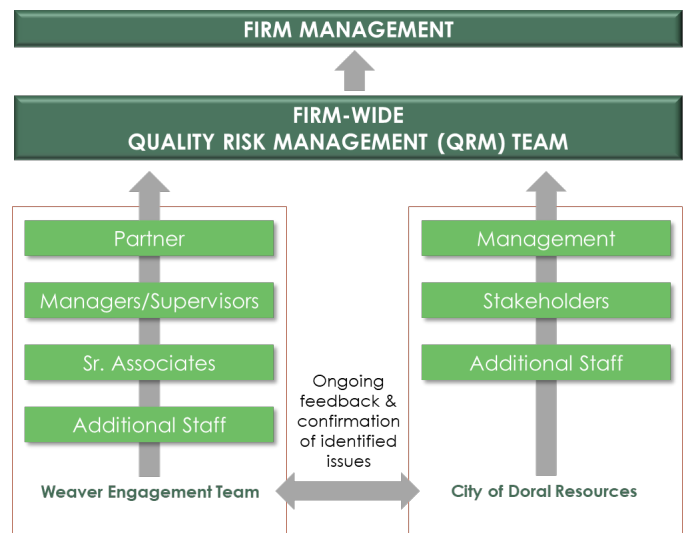 FIRM MANAGEMENT
FIRM-WIDE
QUALITY RISK MANAGEMENT (QRM) TEAM
Partner
Managers/Supervisors
Sr. Associates
Additional Staff
Weaver Engagement Team
Ongoing
feedback &
confirmation
of identified
issues
Management
Stakeholders
Additional Staff
City of Doral Resources